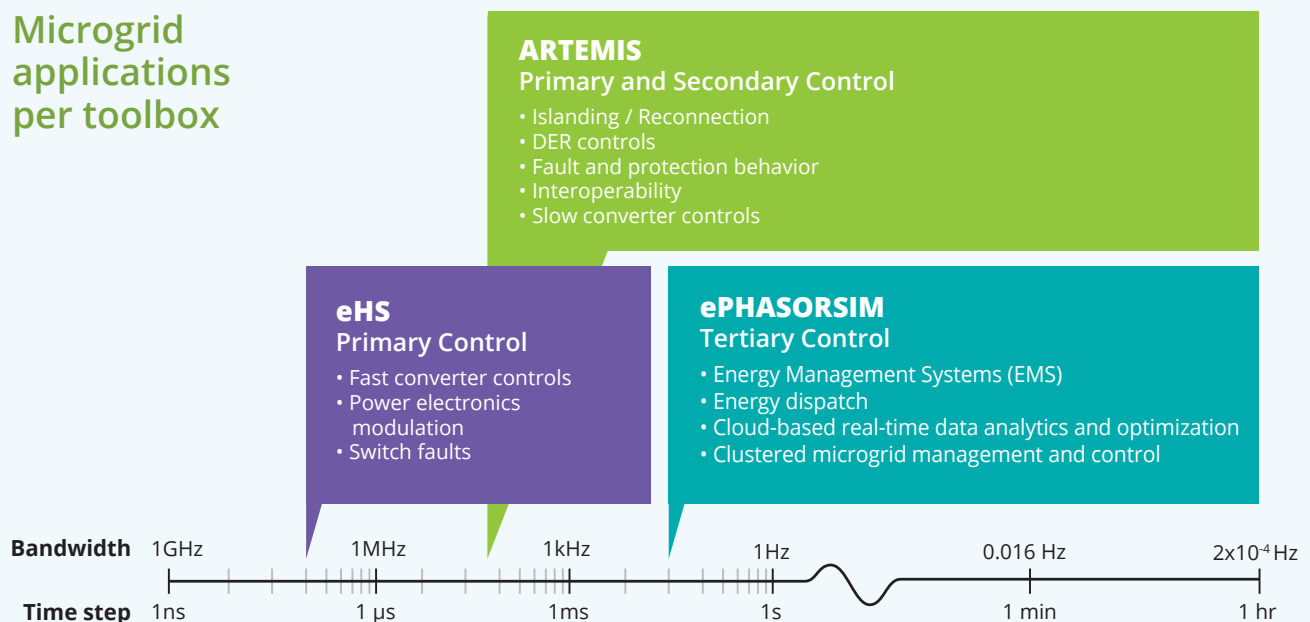 Microgrid
applications
per toolbox
ARTEMIS
Primary and Secondary Control
• Islanding / Reconnection
• DER controls
• Fault and protection behavior
• Interoperability
• Slow converter controls
eHS
Primary Control
• Fast converter controls
• Power electronics
modulation
• Switch faults
ePHASORSIM
Tertiary Control
• Energy Management Systems (EMS)
• Energy dispatch
• Cloud-based real-time data analytics and optimization
• Clustered microgrid management and control
Bandwidth 1GHz 1MHz 1kHz 1Hz 0.016 Hz 2x10⁻⁴ Hz
Time step 1ns 1 µs 1ms 1s 1 min 1 hr